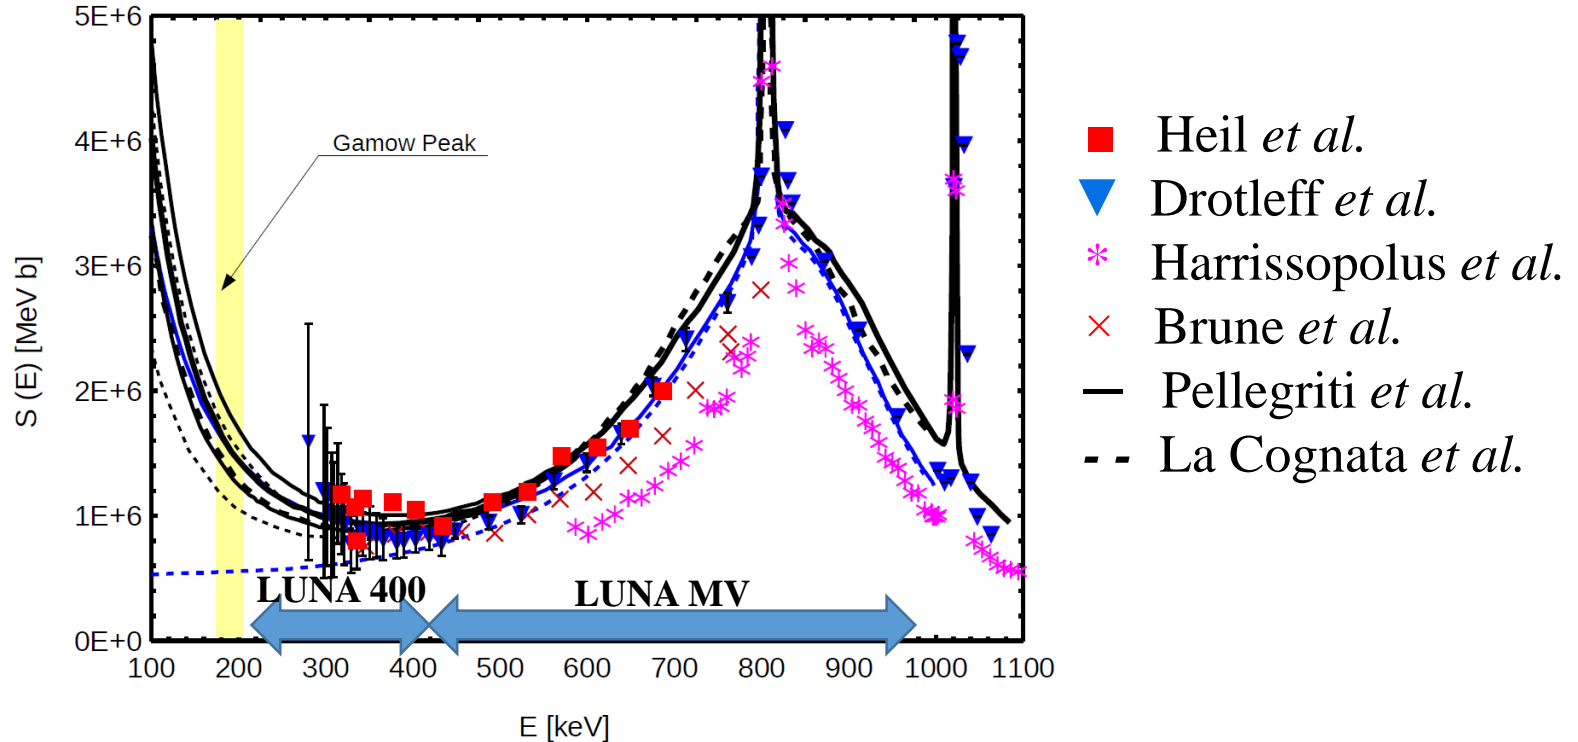 5E+6
4E+6
3E+6
2E+6
1E+6
0E+0
S (E) [MeV b]
Gamow Peak
LUNA 400
LUNA MV
100 200 300 400 500 600 700 800 900 1000 1100
E [keV]
Heil et al.
Drotleff et al.
Harrissopolus et al.
Brune et al.
Pellegriti et al.
La Cognata et al.